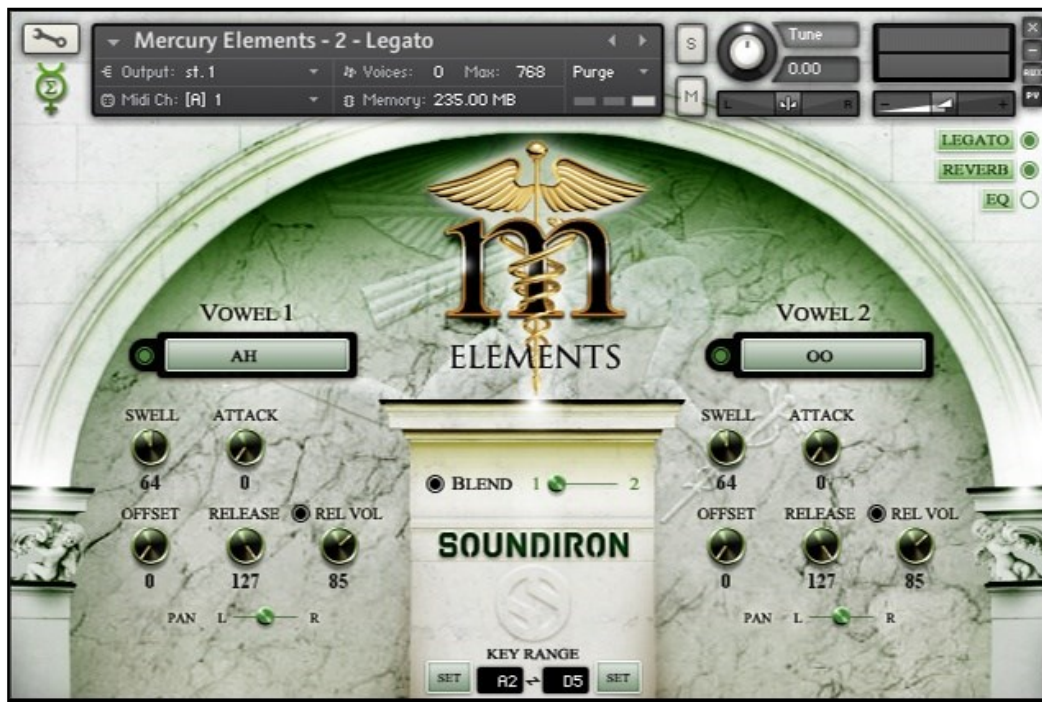 Mercury Elements - 2 - Legato
Output: st.1 Voices: 0 Max: 768 Purge
Midi Ch: [A] 1 Memory: 235.00 MB
S
M
Tune
0.00
L R
- +
×
-
AUX
PV
Σ
LEGATO
REVERB
EQ
m
ELEMENTS
VOWEL 1
AH
SWELL ATTACK
64 0
OFFSET RELEASE REL VOL
0 127 85
PAN L R
VOWEL 2
OO
SWELL ATTACK
64 0
OFFSET RELEASE REL VOL
0 127 85
PAN L R
BLEND 1 2
SOUNDIRON
S
KEY RANGE
SET A2 D5 SET